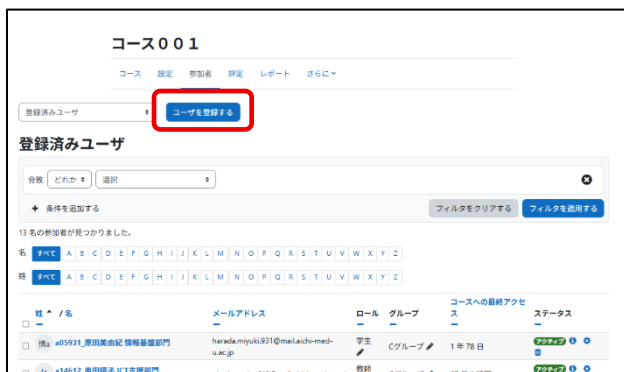 コース００１
コース 設定 参加者 評定 レポート さらに
登録済みユーザ ユーザを登録する
登録済みユーザ
合致 どれか 選択
+ 条件を追加する フィルタをクリアする フィルタを適用する
13 名の参加者が見つかりました。
名 すべて A B C D E F G H I J K L M N O P Q R S T U V W X Y Z
姓 すべて A B C D E F G H I J K L M N O P Q R S T U V W X Y Z
姓 / 名 メールアドレス ロール グループ コースへの最終アクセス ステータス
情a a05931_原田美由紀 情報基盤部門 harada.miyuki.931@mail.aichi-med-u.ac.jp 学生 Cグループ 1 年 78 日 アクティブ
教師